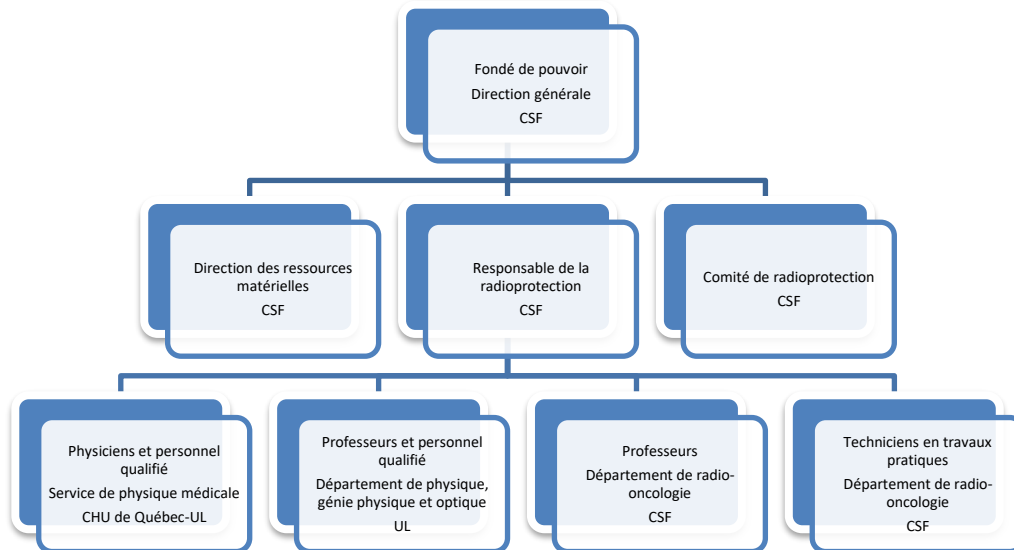 Fondé de pouvoir
Direction générale
CSF
Direction des ressources
matérielles
CSF
Responsable de la
radioprotection
CSF
Comité de radioprotection
CSF
Physiciens et personnel
qualifié
Service de physique médicale
CHU de Québec-UL
Professeurs et personnel
qualifié
Département de physique,
génie physique et optique
UL
Professeurs
Département de radio-
oncologie
CSF
Techniciens en travaux
pratiques
Département de radio-
oncologie
CSF